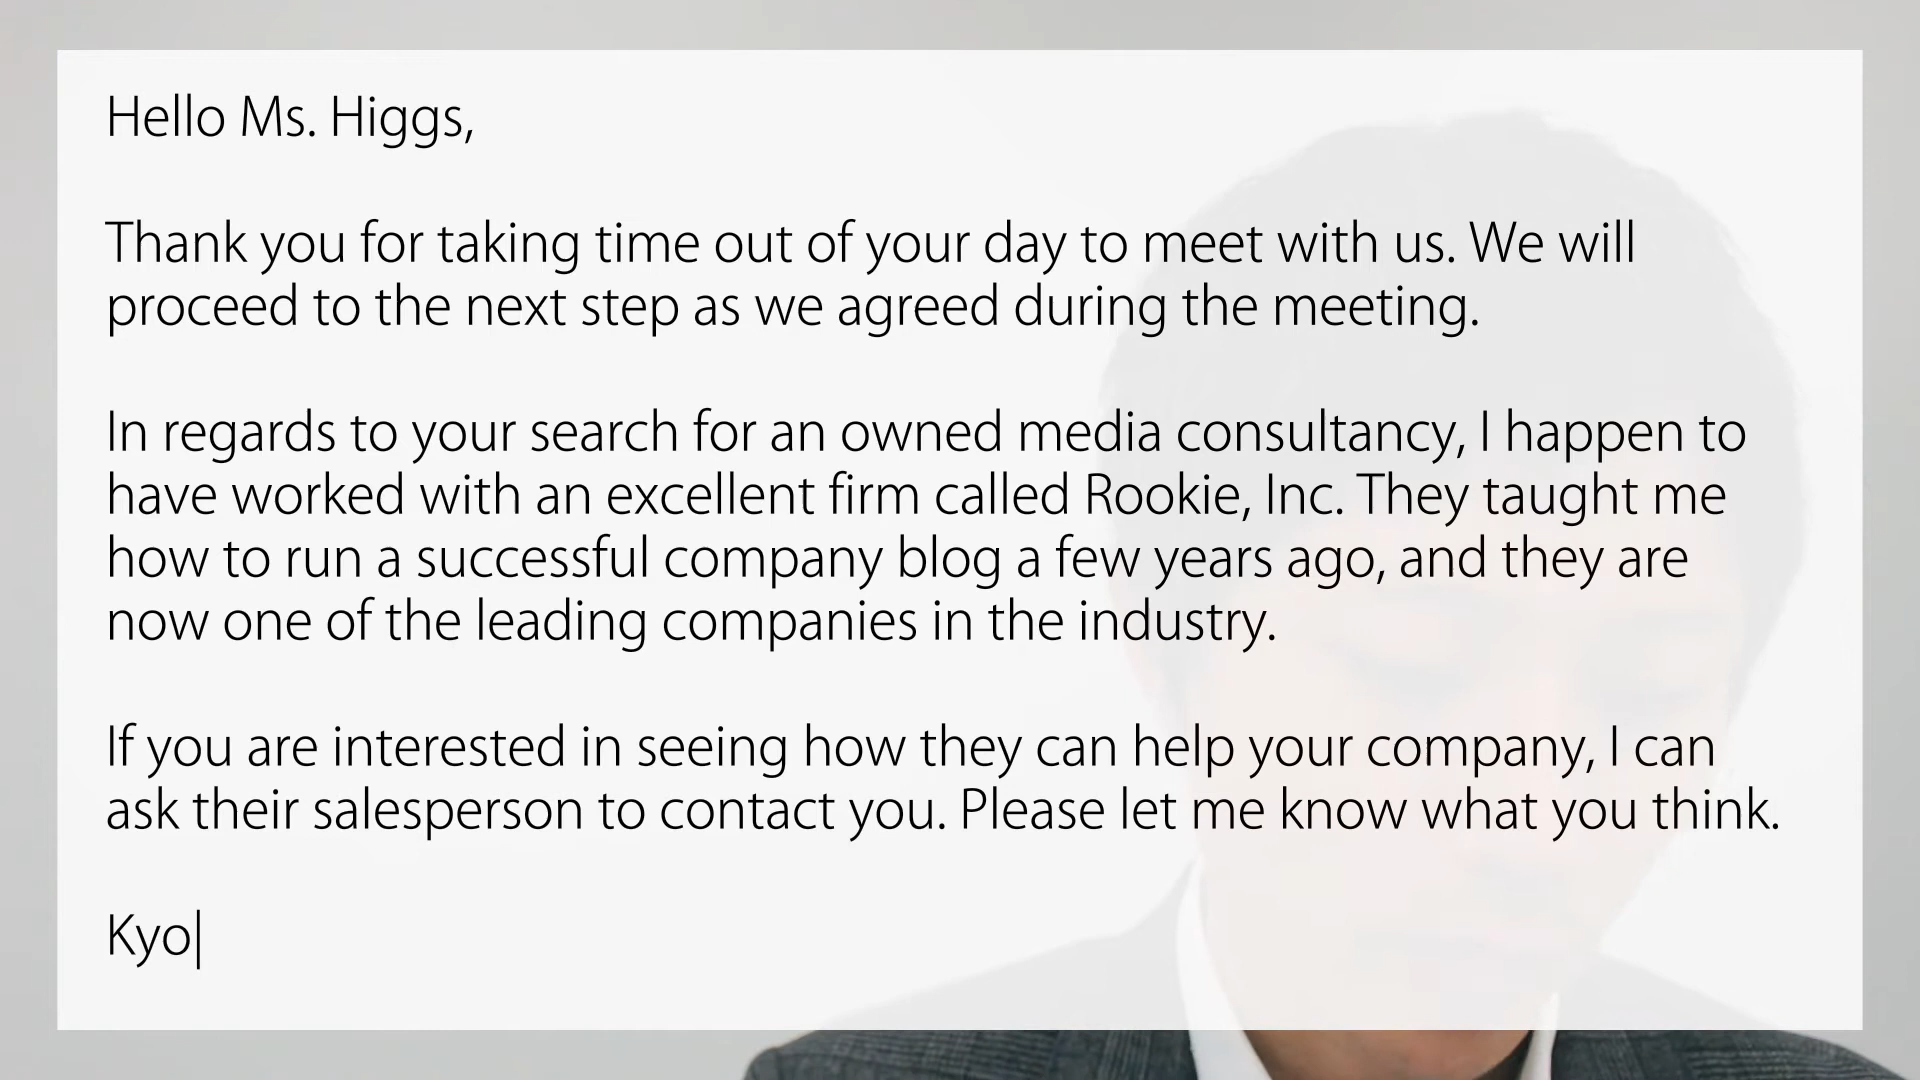 Hello Ms. Higgs,
Thank you for taking time out of your day to meet with us. We will
proceed to the next step as we agreed during the meeting.
In regards to your search for an owned media consultancy, I happen to
have worked with an excellent firm called Rookie, Inc. They taught me
how to run a successful company blog a few years ago, and they are
now one of the leading companies in the industry.
If you are interested in seeing how they can help your company, I can
ask their salesperson to contact you. Please let me know what you think.
Kyo